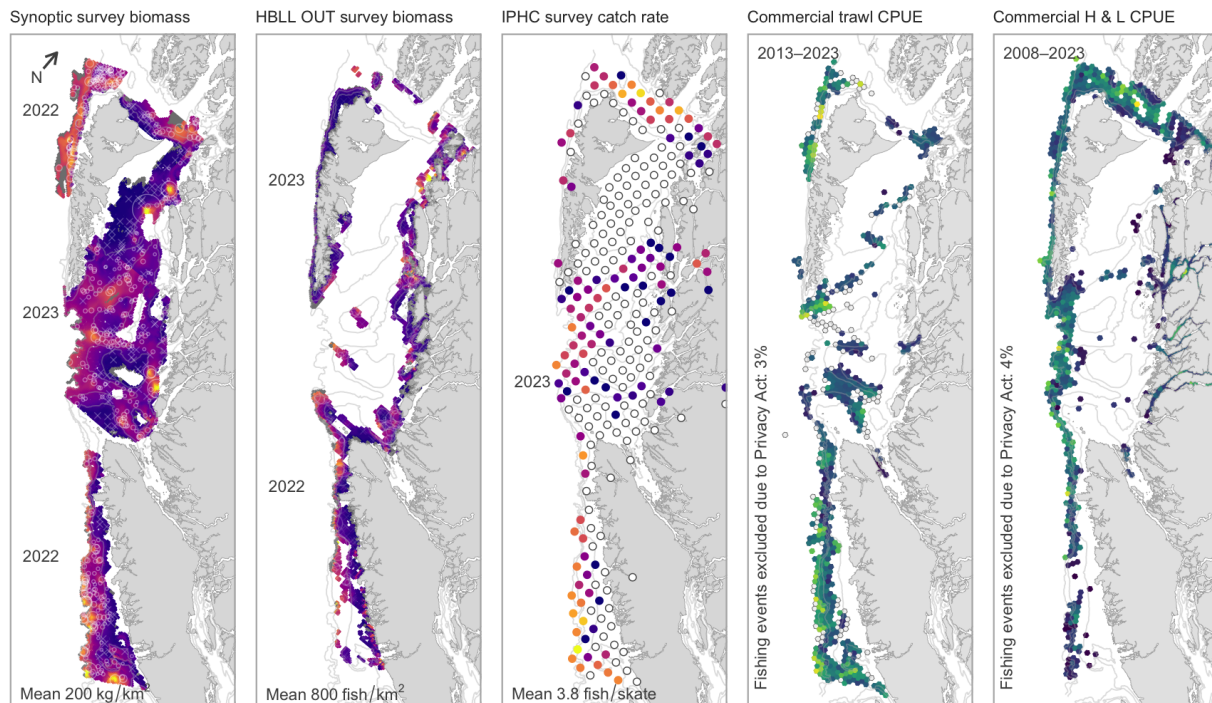 Synoptic survey biomass
N
2022
2023
2022
Mean 200 kg/km²
HBLL OUT survey biomass
2023
2022
Mean 800 fish/km²
IPHC survey catch rate
2023
Mean 3.8 fish/skate
Commercial trawl CPUE
2013–2023
Fishing events excluded due to Privacy Act: 3%
Commercial H & L CPUE
2008–2023
Fishing events excluded due to Privacy Act: 4%